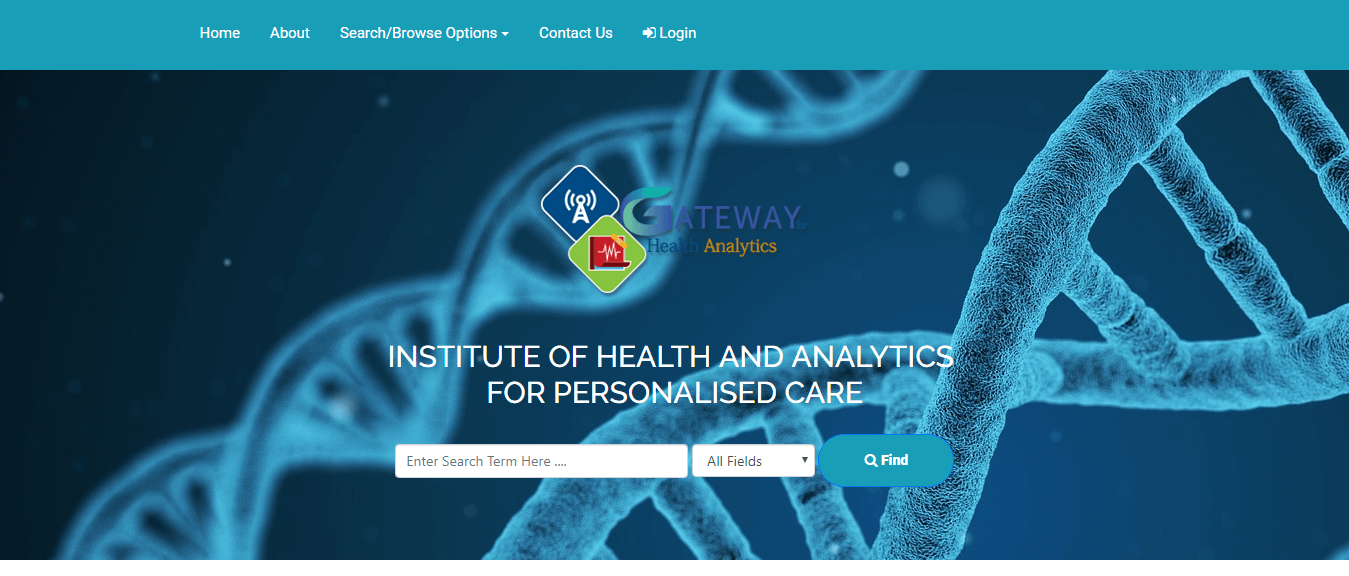 Home About Search/Browse Options Contact Us Login
GATEWAY
Health Analytics
INSTITUTE OF HEALTH AND ANALYTICS
FOR PERSONALISED CARE
Enter Search Term Here .... All Fields Find